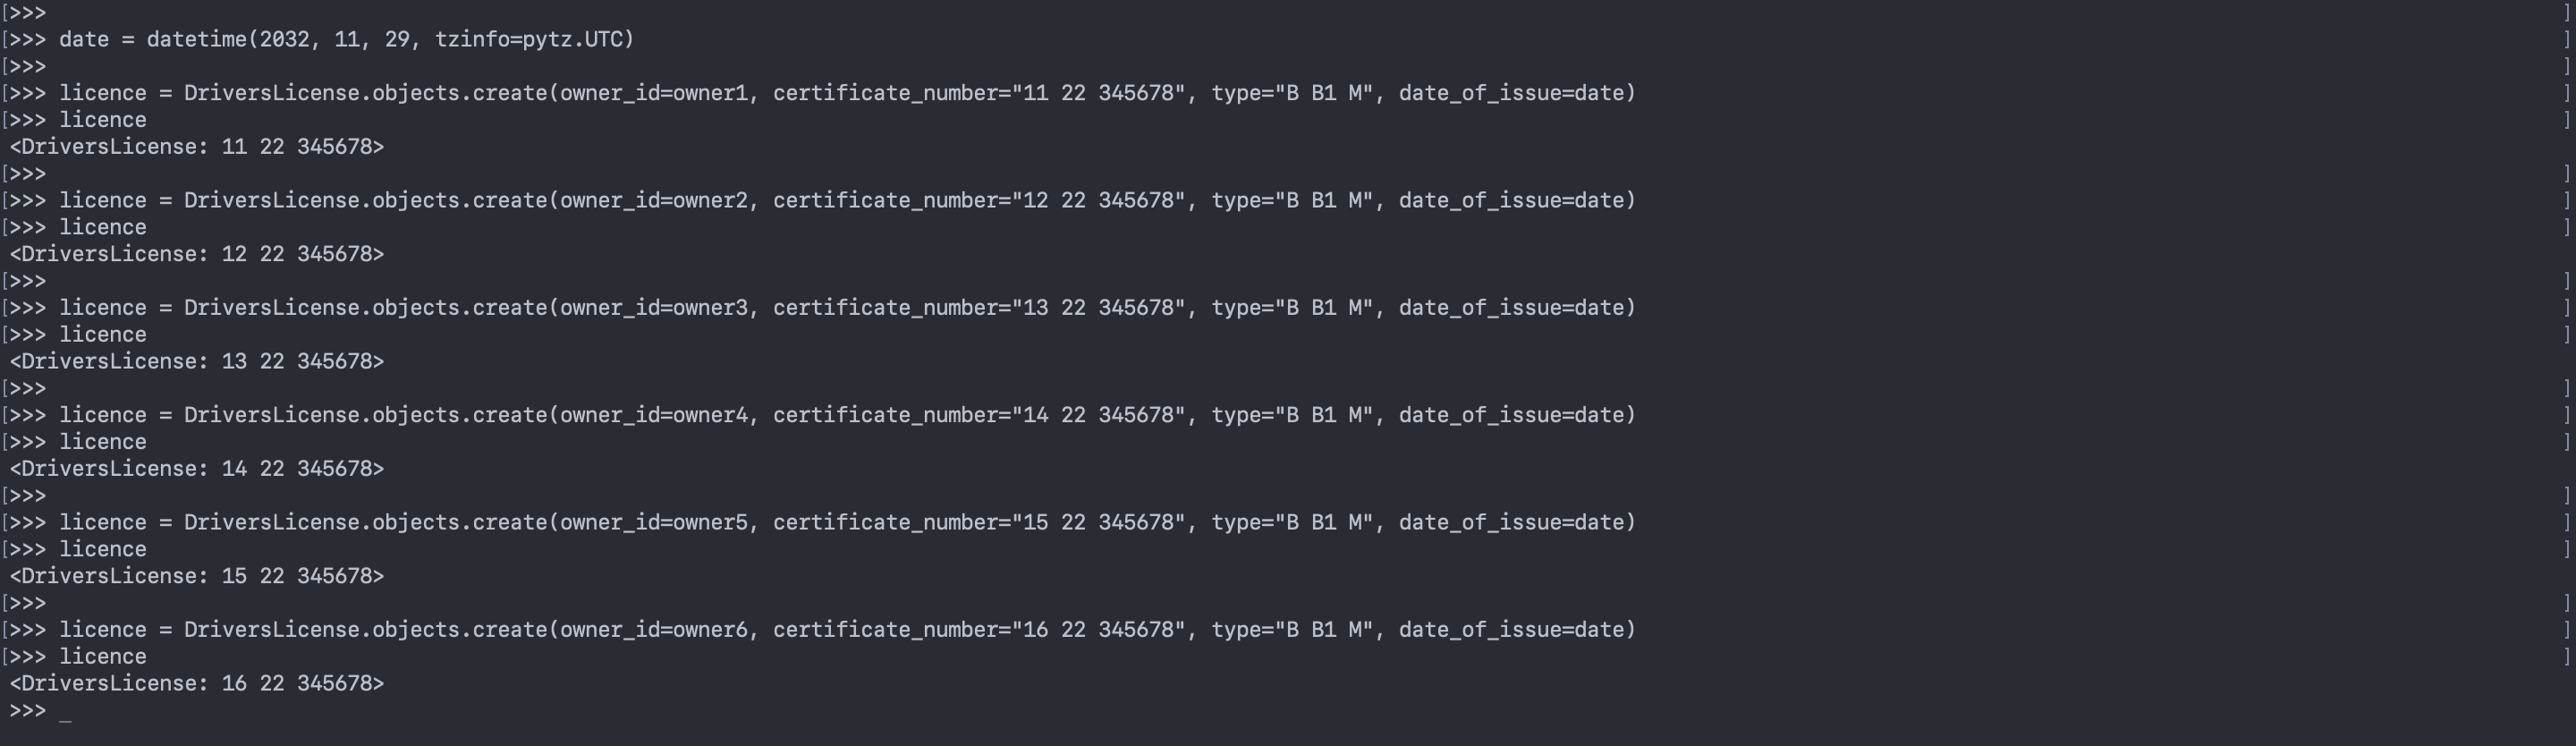 [>>> ]
[>>> date = datetime(2032, 11, 29, tzinfo=pytz.UTC) ]
[>>> ]
[>>> licence = DriversLicense.objects.create(owner_id=owner1, certificate_number="11 22 345678", type="B B1 M", date_of_issue=date) ]
[>>> licence ]
<DriversLicense: 11 22 345678>
[>>> ]
[>>> licence = DriversLicense.objects.create(owner_id=owner2, certificate_number="12 22 345678", type="B B1 M", date_of_issue=date) ]
[>>> licence ]
<DriversLicense: 12 22 345678>
[>>> ]
[>>> licence = DriversLicense.objects.create(owner_id=owner3, certificate_number="13 22 345678", type="B B1 M", date_of_issue=date) ]
[>>> licence ]
<DriversLicense: 13 22 345678>
[>>> ]
[>>> licence = DriversLicense.objects.create(owner_id=owner4, certificate_number="14 22 345678", type="B B1 M", date_of_issue=date) ]
[>>> licence ]
<DriversLicense: 14 22 345678>
[>>> ]
[>>> licence = DriversLicense.objects.create(owner_id=owner5, certificate_number="15 22 345678", type="B B1 M", date_of_issue=date) ]
[>>> licence ]
<DriversLicense: 15 22 345678>
[>>> ]
[>>> licence = DriversLicense.objects.create(owner_id=owner6, certificate_number="16 22 345678", type="B B1 M", date_of_issue=date) ]
[>>> licence ]
<DriversLicense: 16 22 345678>
>>> _